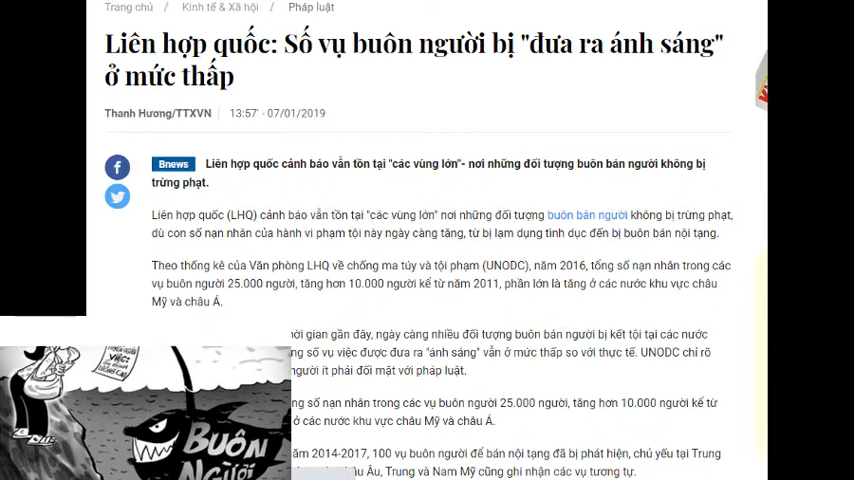 Trang chủ / Kinh tế & Xã hội / Pháp luật
Liên hợp quốc: Số vụ buôn người bị "đưa ra ánh sáng"
ở mức thấp
Thanh Hương/TTXVN 13:57' - 07/01/2019
Bnews Liên hợp quốc cảnh báo vẫn tồn tại "các vùng lớn"- nơi những đối tượng buôn bán người không bị
trừng phạt.
Liên hợp quốc (LHQ) cảnh báo vẫn tồn tại "các vùng lớn" nơi những đối tượng buôn bán người không bị trừng phạt,
dù con số nạn nhân của hành vi phạm tội này ngày càng tăng, từ bị lạm dụng tình dục đến bị buôn bán nội tạng.
Theo thống kê của Văn phòng LHQ về chống ma túy và tội phạm (UNODC), năm 2016, tổng số nạn nhân trong các
vụ buôn người 25.000 người, tăng hơn 10.000 người kể từ năm 2011, phần lớn là tăng ở các nước khu vực châu
Mỹ và châu Á.
gian gần đây, ngày càng nhiều đối tượng buôn bán người bị kết tội tại các nước
số vụ việc được đưa ra "ánh sáng" vẫn ở mức thấp so với thực tế. UNODC chỉ rõ
người ít phải đối mặt với pháp luật.
số nạn nhân trong các vụ buôn người 25.000 người, tăng hơn 10.000 người kể từ
ở các nước khu vực châu Mỹ và châu Á.
năm 2014-2017, 100 vụ buôn người để bán nội tạng đã bị phát hiện, chủ yếu tại Trung
Âu, Trung và Nam Mỹ cũng ghi nhận các vụ tương tự.
VIỆC:
BUÔN
NGƯỜI